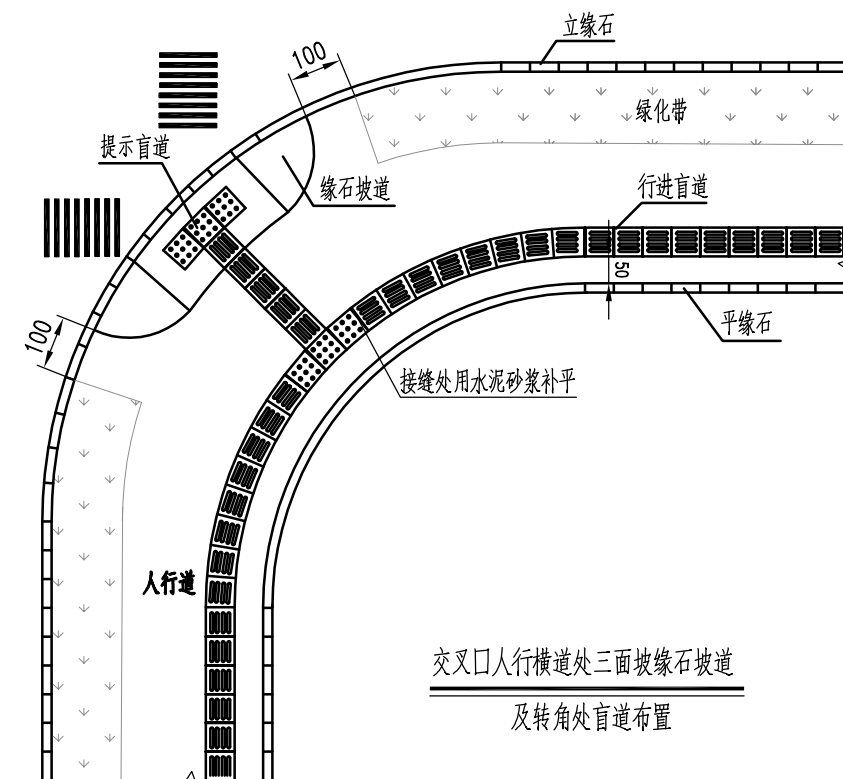 立缘石
100
绿化带
提示盲道
缘石坡道
行进盲道
50
平缘石
100
接缝处用水泥砂浆补平
人行道
交叉口人行横道处三面坡缘石坡道
及转角处盲道布置